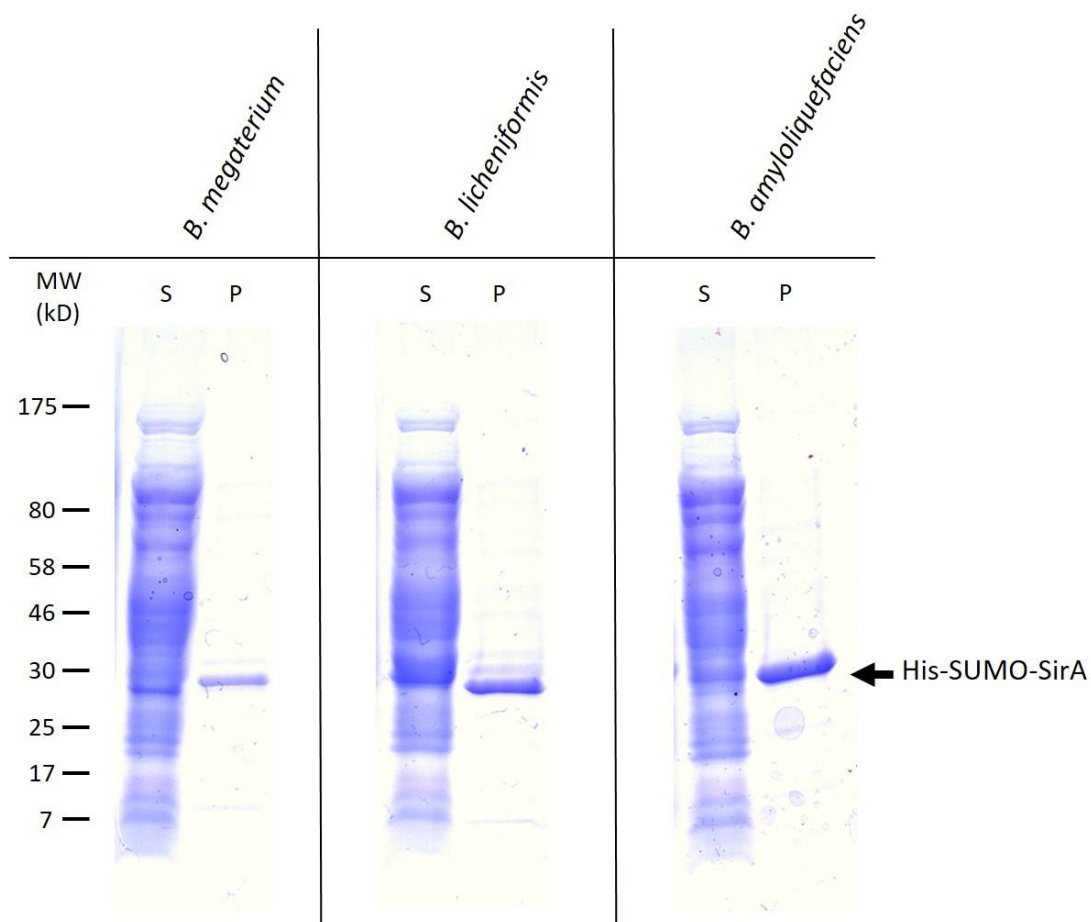 B. megaterium
B. licheniformis
B. amyloliquefaciens
MW
(kD)
S P
S P
S P
175
80
58
46
30
25
17
7
His-SUMO-SirA